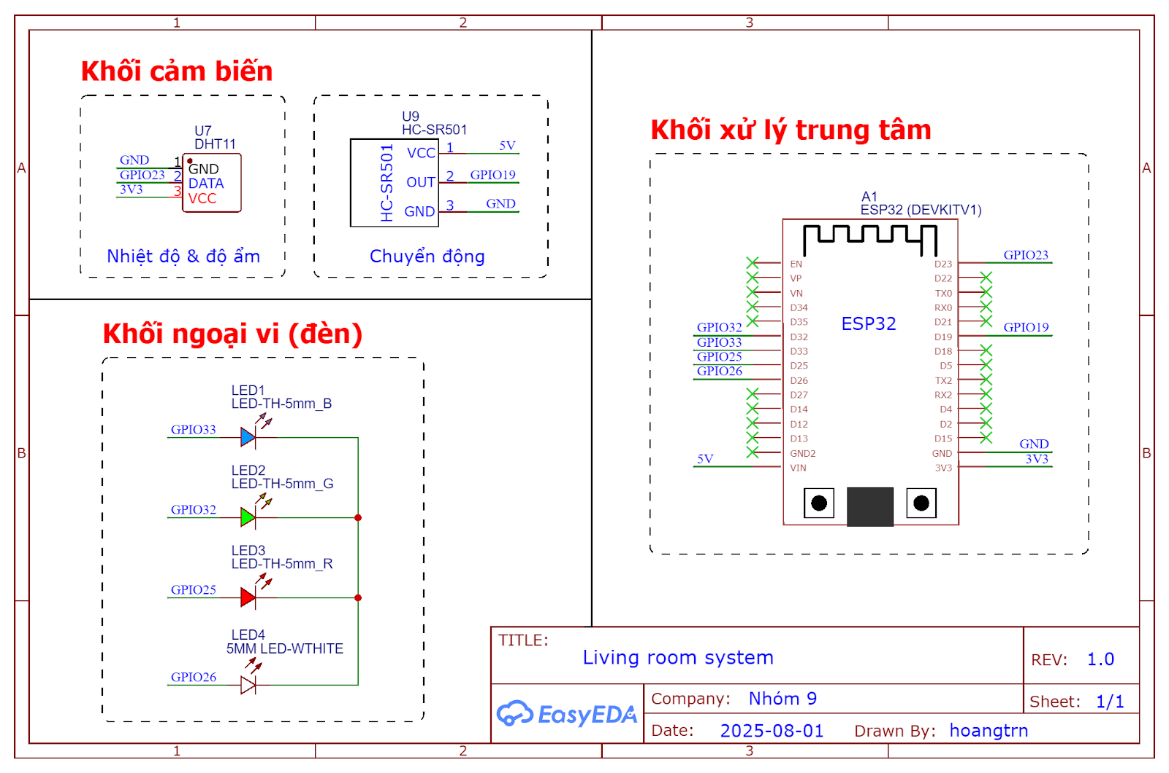 1
2
3
A
B
Khối cảm biến
U7
DHT11
GND
GPIO23
3V3
1
2
3
GND
DATA
VCC
Nhiệt độ & độ ẩm
U9
HC-SR501
HC-SR501
VCC
OUT
GND
1
2
3
5V
GPIO19
GND
Chuyển động
Khối xử lý trung tâm
A1
ESP32 (DEVKITV1)
ESP32
GPIO32
GPIO33
GPIO25
GPIO26
5V
EN
VP
VN
D34
D35
D32
D33
D25
D26
D27
D14
D12
D13
GND2
VIN
D23
D22
TX0
RX0
D21
D19
D18
D5
TX2
RX2
D4
D2
D15
GND
3V3
GPIO23
GPIO19
GND
3V3
Khối ngoại vi (đèn)
LED1
LED-TH-5mm_B
GPIO33
LED2
LED-TH-5mm_G
GPIO32
LED3
LED-TH-5mm_R
GPIO25
LED4
5MM LED-WTHITE
GPIO26
TITLE:
Living room system
REV: 1.0
EasyEDA
Company: Nhóm 9
Sheet: 1/1
Date: 2025-08-01 Drawn By: hoangtrn
A
B
1
2
3